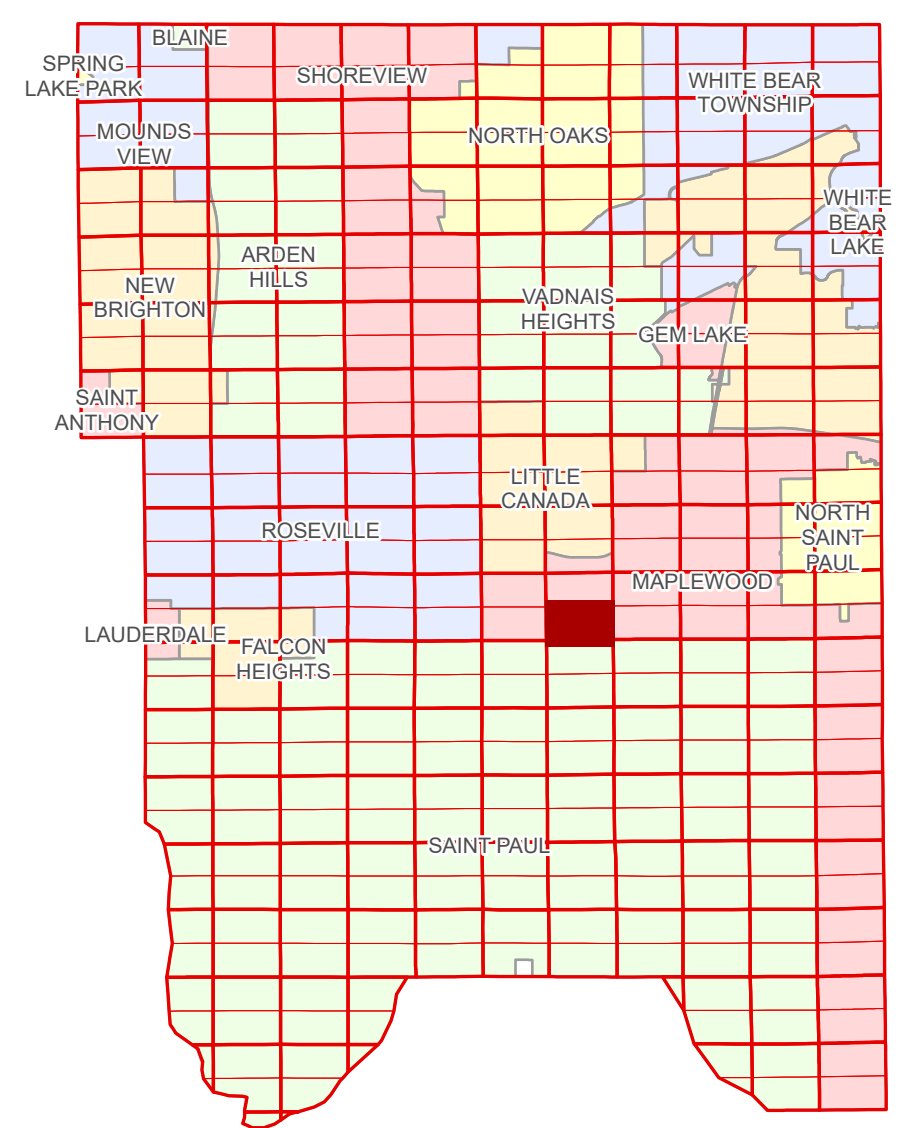 BLAINE
SPRING
LAKE PARK
SHOREVIEW
WHITE BEAR
TOWNSHIP
MOUNDS
VIEW
NORTH OAKS
WHITE
BEAR
LAKE
ARDEN
HILLS
NEW
BRIGHTON
VADNAIS
HEIGHTS
GEM LAKE
SAINT
ANTHONY
LITTLE
CANADA
NORTH
SAINT
PAUL
ROSEVILLE
MAPLEWOOD
LAUDERDALE
FALCON
HEIGHTS
SAINT PAUL